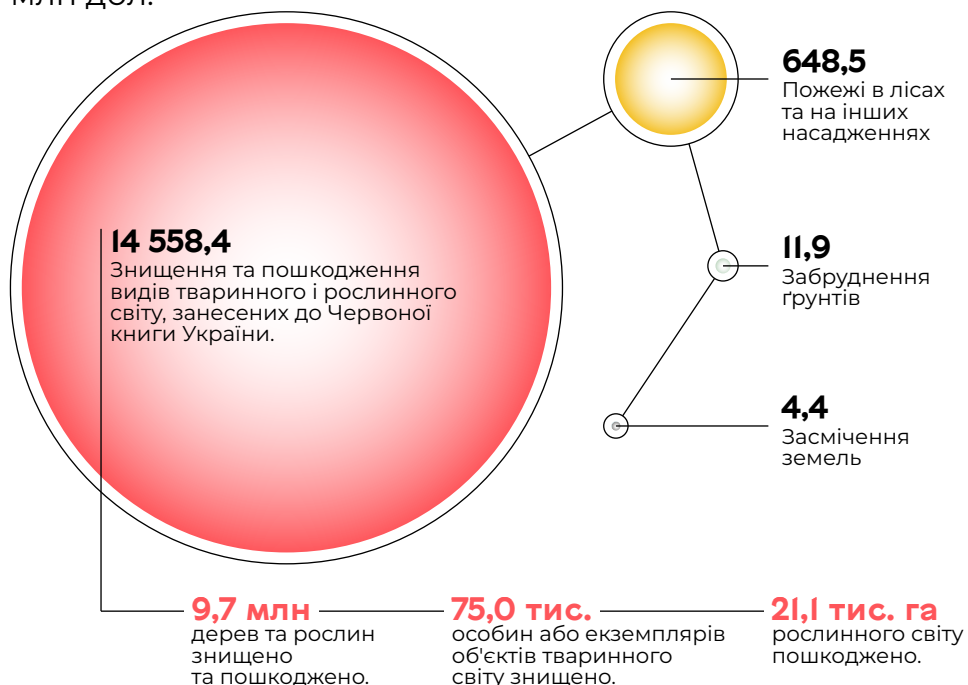 млн дол.
648,5
Пожежі в лісах
та на інших
насадженнях
14 558,4
Знищення та пошкодження
видів тваринного і рослинного
світу, занесених до Червоної
книги України.
11,9
Забруднення
ґрунтів
4,4
Засмічення
земель
9,7 млн
дерев та рослин
знищено
та пошкоджено.
75,0 тис.
особин або екземплярів
об'єктів тваринного
світу знищено.
21,1 тис. га
рослинного світу
пошкоджено.